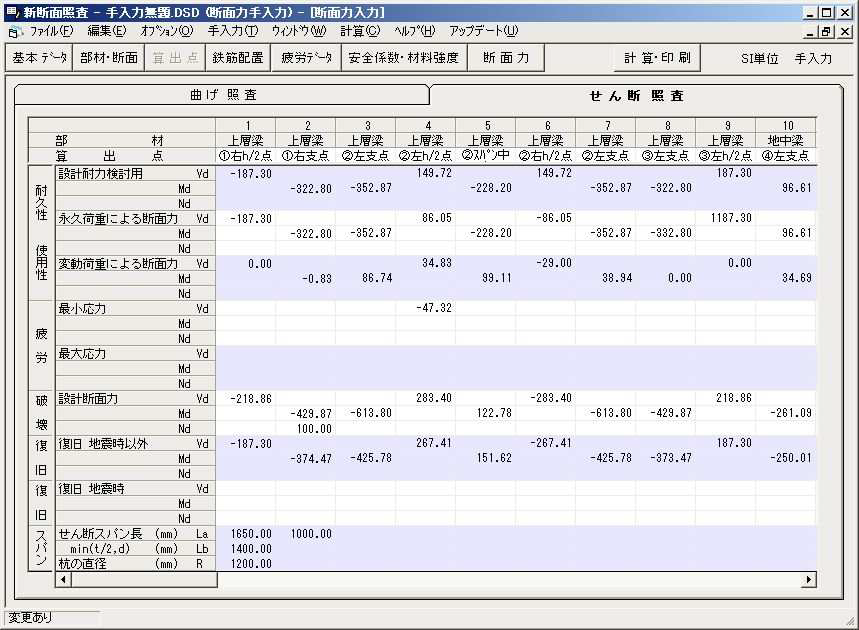 新断面照査 - 手入力無題.DSD (断面力手入力) - [断面力入力]
ﾌｧｲﾙ(F) 編集(E) ｵﾌﾟｼｮﾝ(O) 手入力(T) ｳｨﾝﾄﾞｳ(W) 計算(C) ﾍﾙﾌﾟ(H) アップデート(U)
基本 ﾃﾞｰﾀ 部材・断面 算 出 点 鉄筋配置 疲労ﾃﾞｰﾀ 安全係数・材料強度 断 面 力 計 算・印 刷 SI単位 手入力
曲 げ 照 査 せ ん 断 照 査
1 2 3 4 5 6 7 8 9 10
部 材 上層梁 上層梁 上層梁 上層梁 上層梁 上層梁 上層梁 上層梁 上層梁 地中梁
算 出 点 ①右h/2点 ①右支点 ②左支点 ②左h/2点 ②ｽﾊﾟﾝ中 ②右h/2点 ②左支点 ③左支点 ③左h/2点 ④左支点
耐久性 使用性
設計耐力検討用 Vd -187.30 149.72 149.72 187.30
Md -322.80 -352.87 -228.20 -352.87 -322.80 96.61
Nd
永久荷重による断面力 Vd -187.30 86.05 -86.05 1187.30
Md -322.80 -352.87 -228.20 -352.87 -332.80 96.61
Nd
変動荷重による断面力 Vd 0.00 34.83 -29.00 0.00
Md -0.83 86.74 99.11 38.94 0.00 34.69
Nd
疲労
最小応力 Vd -47.32
Md
Nd
最大応力 Vd
Md
Nd
破壊
設計断面力 Vd -218.86 283.40 -283.40 218.86
Md -429.87 -613.80 122.78 -613.80 -429.87 -261.09
Nd 100.00
復旧
復旧 地震時以外 Vd -187.30 267.41 -267.41 187.30
Md -374.47 -425.78 151.62 -425.78 -373.47 -250.01
Nd
復旧
復旧 地震時 Vd
Md
Nd
スパン
せん断スパン長 (mm) La 1650.00 1000.00
min(t/2,d) (mm) Lb 1400.00
杭の直径 (mm) R 1200.00
変更あり